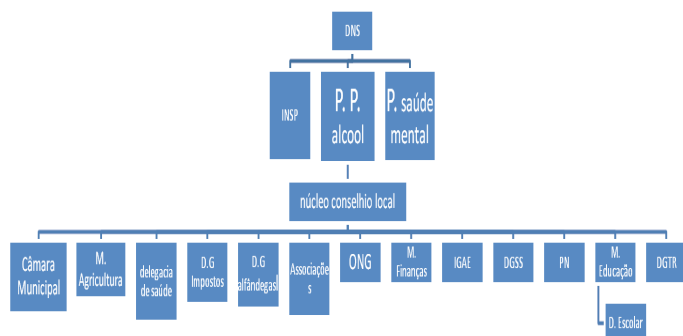 DNS
INSP
P. P.
alcool
P. saúde
mental
núcleo conselhio local
Câmara
Municipal
M.
Agricultura
delegacia
de saúde
D.G
Impostos
D.G
alfândegasl
Associaçõe
s
ONG
M.
Finanças
IGAE
DGSS
PN
M.
Educação
DGTR
D. Escolar